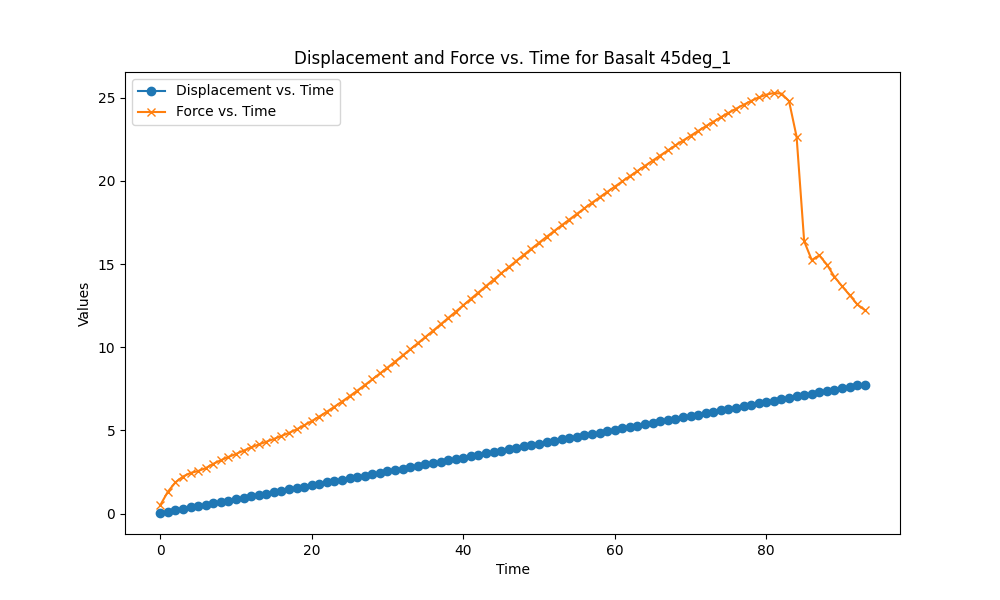 Displacement and Force vs. Time for Basalt 45deg_1
Displacement vs. Time
Force vs. Time
25
20
15
10
5
0
Values
0 20 40 60 80
Time